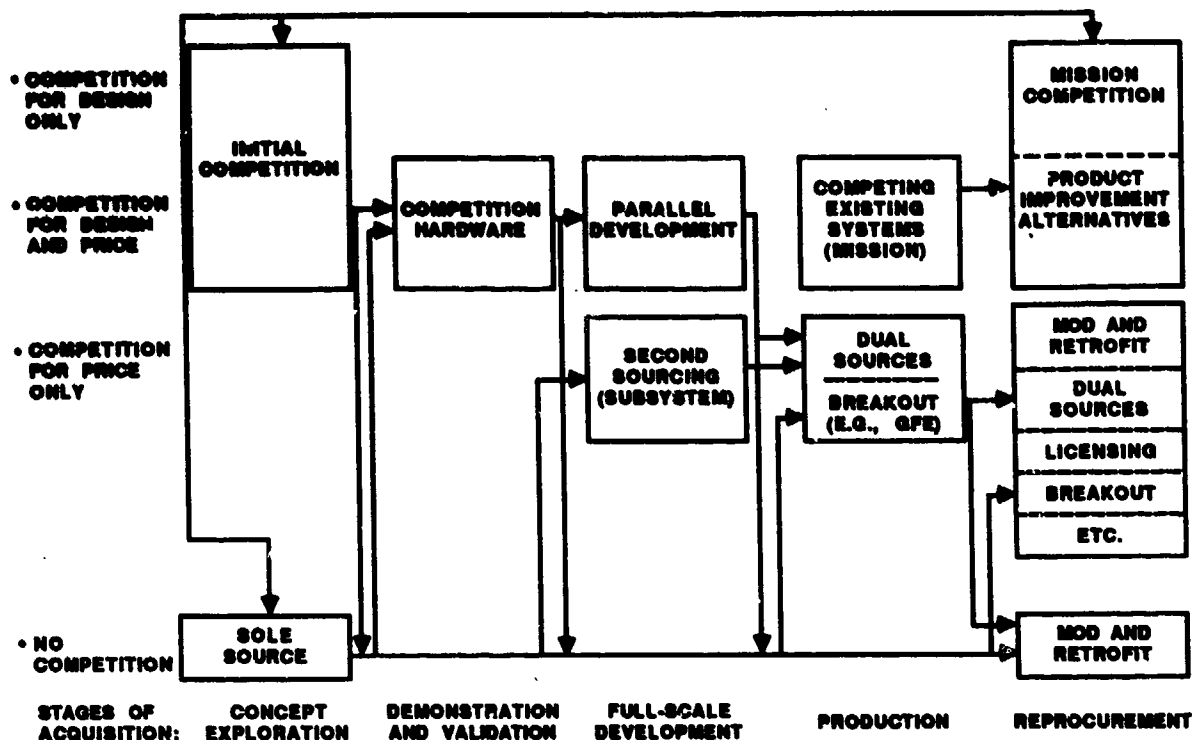 • COMPETITION
FOR DESIGN
ONLY
• COMPETITION
FOR DESIGN
AND PRICE
• COMPETITION
FOR PRICE
ONLY
• NO
COMPETITION
INITIAL
COMPETITION
SOLE
SOURCE
COMPETITION
HARDWARE
PARALLEL
DEVELOPMENT
SECOND
SOURCING
(SUBSYSTEM)
COMPETING
EXISTING
SYSTEMS
(MISSION)
DUAL
SOURCES
BREAKOUT
(E.G., GFE)
MISSION
COMPETITION
PRODUCT
IMPROVEMENT
ALTERNATIVES
MOD AND
RETROFIT
DUAL
SOURCES
LICENSING
BREAKOUT
ETC.
MOD AND
RETROFIT
STAGES OF
ACQUISITION:
CONCEPT
EXPLORATION
DEMONSTRATION
AND VALIDATION
FULL-SCALE
DEVELOPMENT
PRODUCTION
REPROCUREMENT